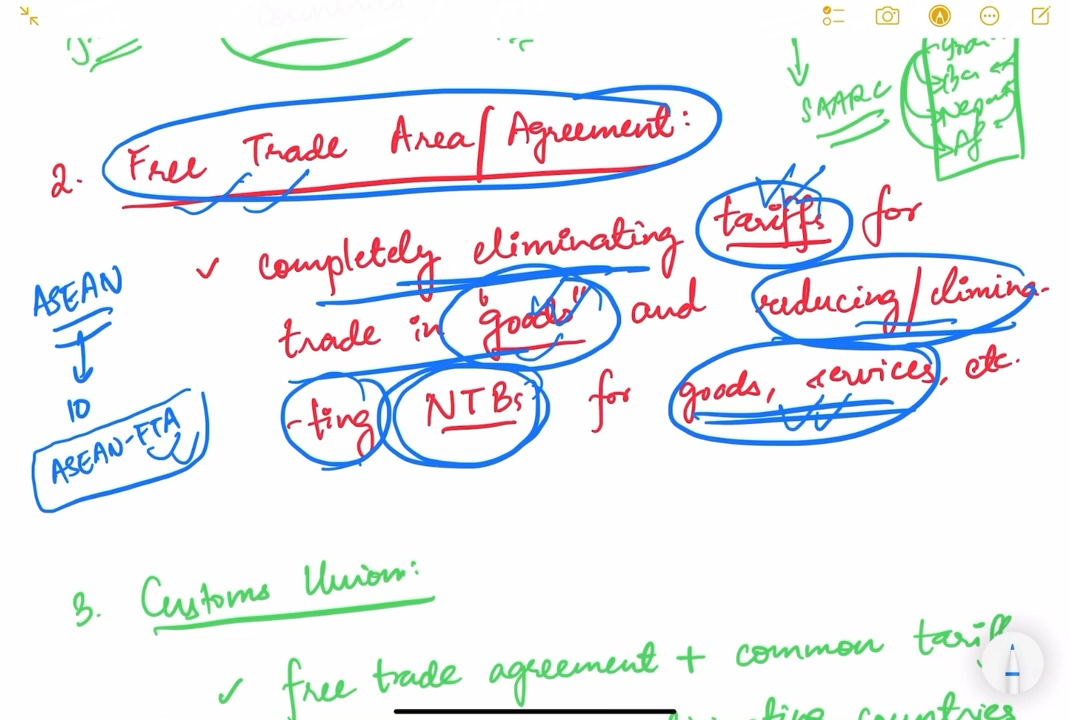 SAARC
2. Free Trade Area/Agreement:
✓ completely eliminating tariffs for
trade in "goods" and reducing/elimina-
-ting NTBs for goods, services, etc.
ASEAN
10
ASEAN-FTA
3. Customs Union:
✓ free trade agreement + common tariff
countries